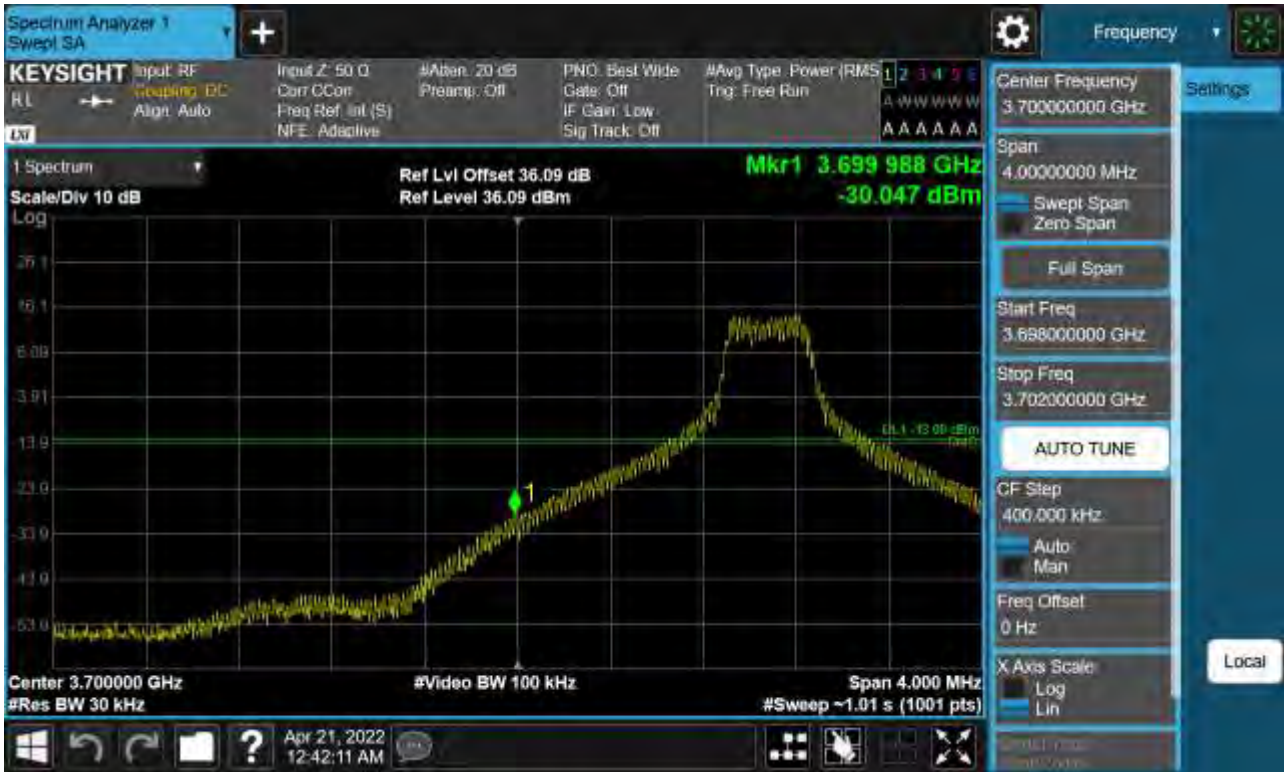 Spectrum Analyzer 1
Swept SA
Frequency
KEYSIGHT
RL
LXI
Input: RF
Coupling: DC
Align: Auto
Input Z: 50 Ω
Corr CCorr
Freq Ref: Int (S)
NFE: Adaptive
#Atten: 20 dB
Preamp: Off
PNO: Best Wide
Gate: Off
IF Gain: Low
Sig Track: Off
#Avg Type: Power (RMS
Trig: Free Run
1 2 3 4 5 6
A W W W W W
A A A A A A
1 Spectrum
Scale/Div 10 dB
Log
Ref Lvl Offset 36.09 dB
Ref Level 36.09 dBm
Mkr1 3.699 988 GHz
-30.047 dBm
26.1
16.1
6.09
-3.91
-13.9
-23.9
-33.9
-43.9
-53.9
DL1 -13.00 dBm
1
Center 3.700000 GHz
#Res BW 30 kHz
#Video BW 100 kHz
Span 4.000 MHz
#Sweep ~1.01 s (1001 pts)
Apr 21, 2022
12:42:11 AM
Center Frequency
3.700000000 GHz
Settings
Span
4.00000000 MHz
Swept Span
Zero Span
Full Span
Start Freq
3.698000000 GHz
Stop Freq
3.702000000 GHz
AUTO TUNE
CF Step
400.000 kHz
Auto
Man
Freq Offset
0 Hz
X Axis Scale
Log
Lin
Local